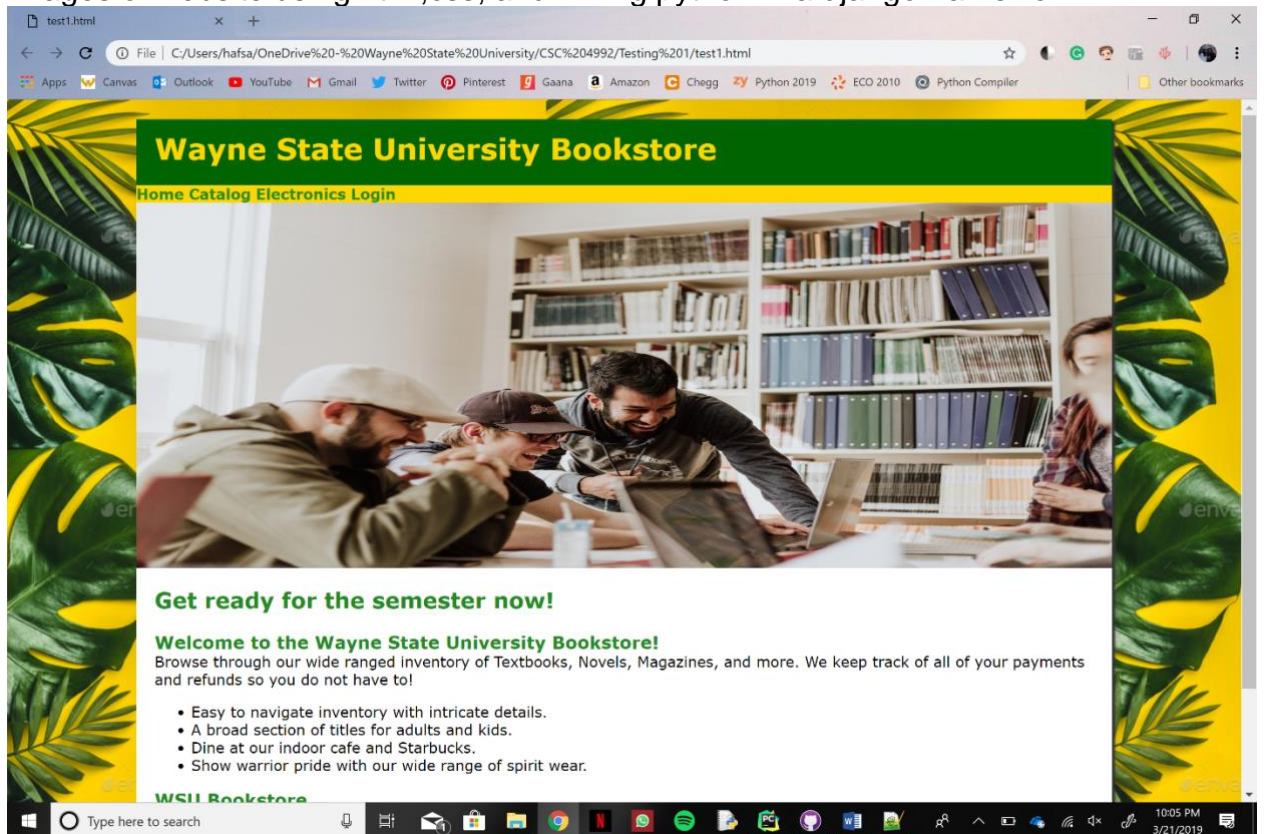 test1.html
File | C:/Users/hafsa/OneDrive%20-%20Wayne%20State%20University/CSC%204992/Testing%201/test1.html
Apps Canvas Outlook YouTube Gmail Twitter Pinterest Gaana Amazon Chegg Python 2019 ECO 2010 Python Compiler Other bookmarks
Wayne State University Bookstore
Home Catalog Electronics Login
Get ready for the semester now!
Welcome to the Wayne State University Bookstore!
Browse through our wide ranged inventory of Textbooks, Novels, Magazines, and more. We keep track of all of your payments
and refunds so you do not have to!
• Easy to navigate inventory with intricate details.
• A broad section of titles for adults and kids.
• Dine at our indoor cafe and Starbucks.
• Show warrior pride with our wide range of spirit wear.
WSU Bookstore
Type here to search
10:05 PM
3/21/2019